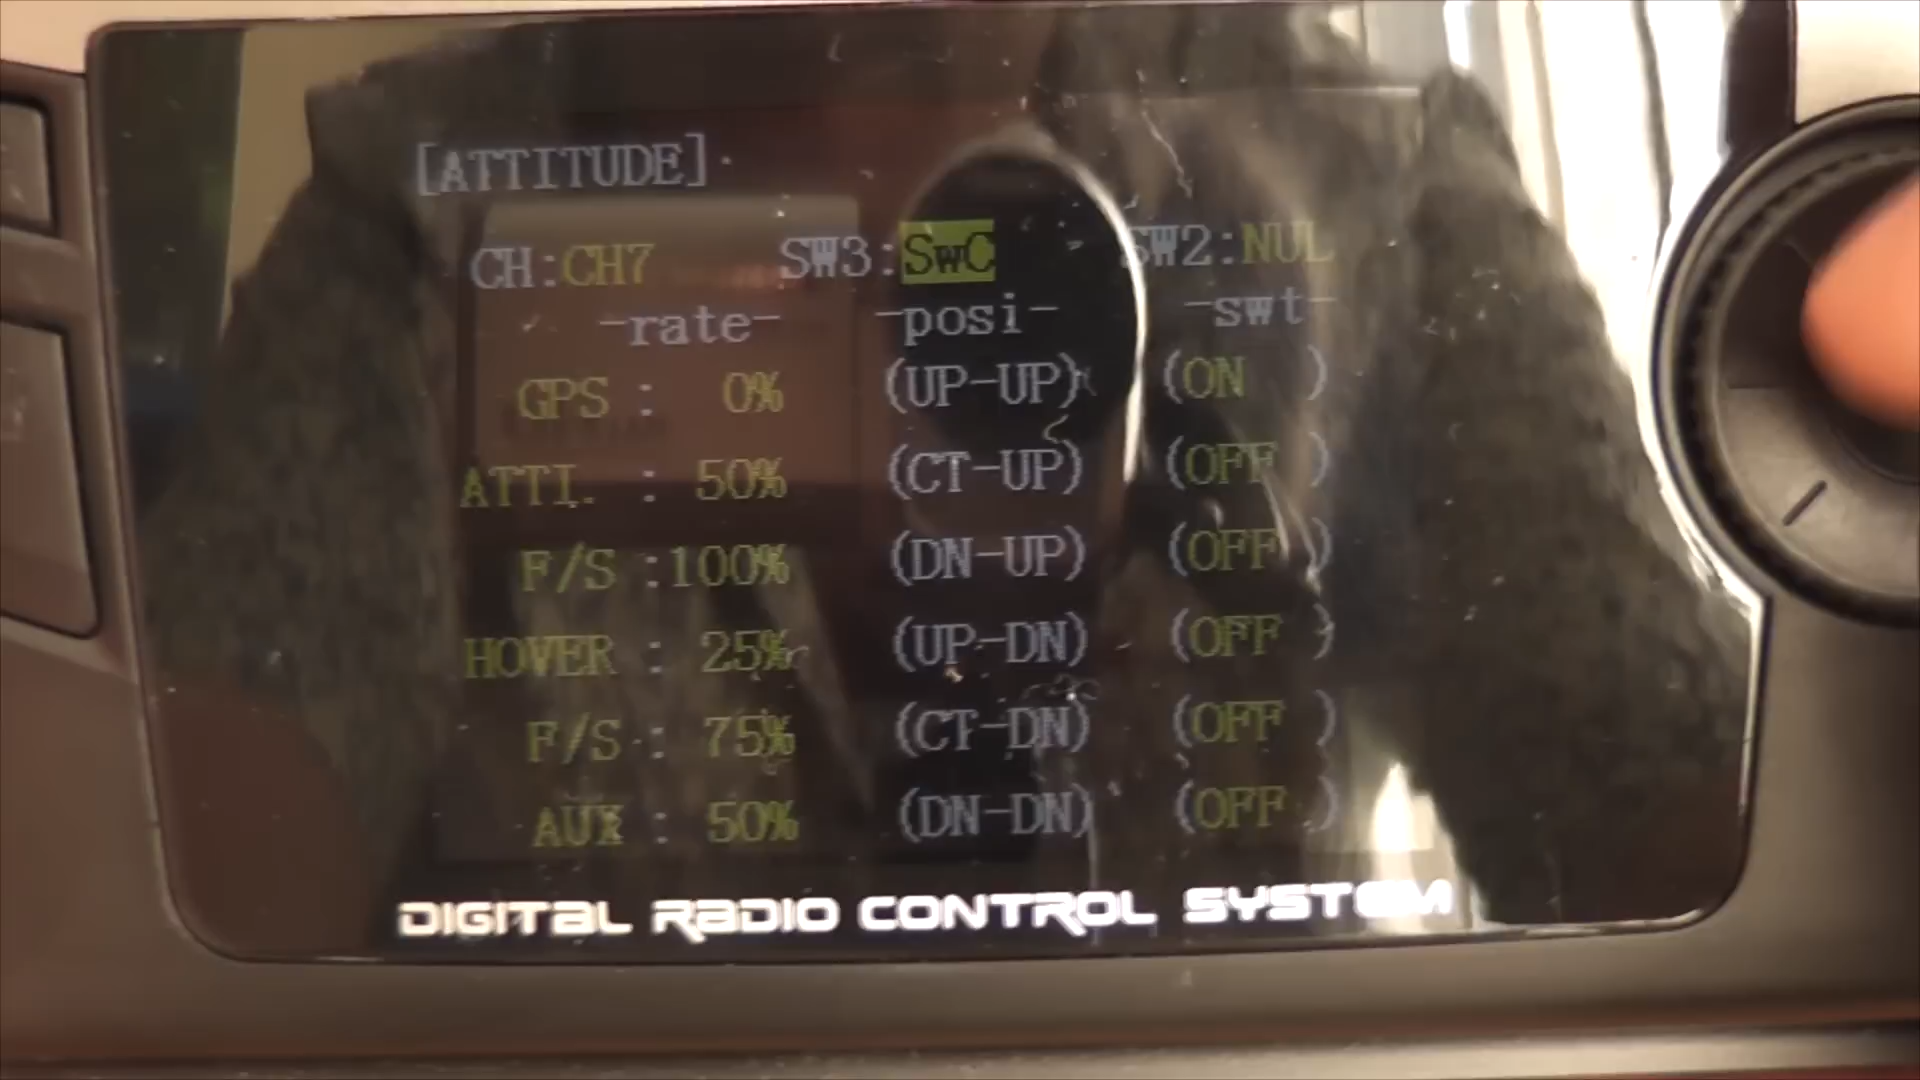 [ATTITUDE]
CH:CH7 SW3:SwC SW2:NUL
-rate- -posi- -swt-
GPS : 0% (UP-UP) (ON )
ATTI. : 50% (CT-UP) (OFF )
F/S :100% (DN-UP) (OFF )
HOVER : 25% (UP-DN) (OFF )
F/S : 75% (CT-DN) (OFF )
AUX : 50% (DN-DN) (OFF )
DIGITAL RADIO CONTROL SYSTEM